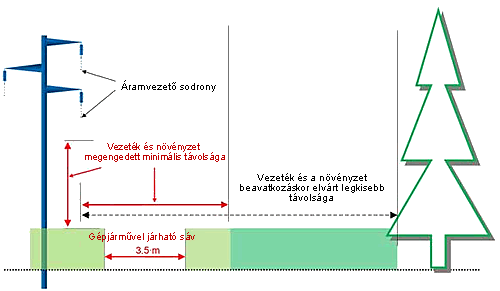 Áramvezető sodrony
Vezeték és növényzet
megengedett minimális távolsága
Vezeték és a növényzet
beavatkozáskor elvárt legkisebb
távolsága
Gépjárművel járható sáv
3.5 m